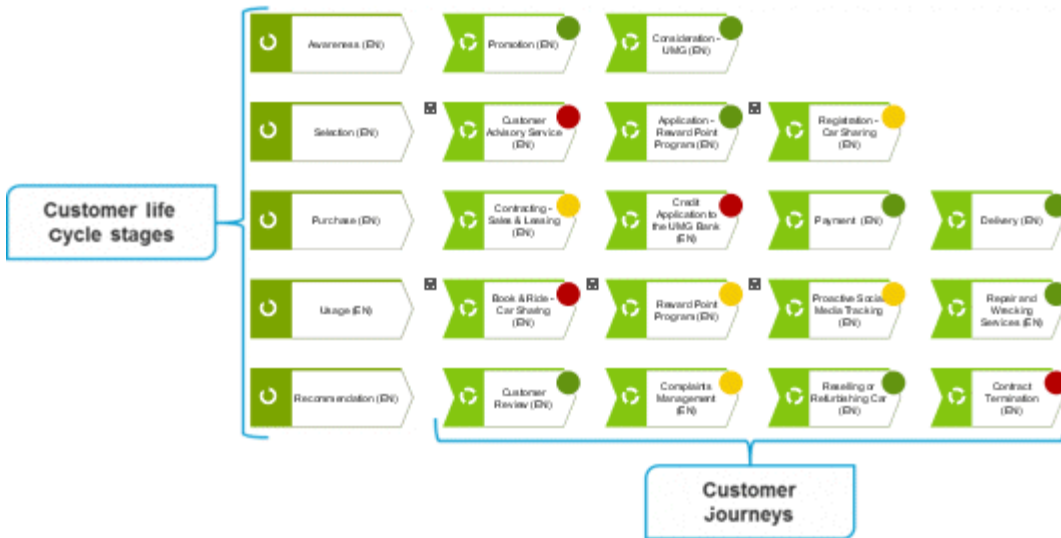 Awareness (EN)
Promotion (EN)
Consideration -
UMG (EN)
Selection (EN)
Customer
Advisory Service
(EN)
Application -
Reward Point
Program (EN)
Registration -
Car Sharing
(EN)
Customer life
Cycle stages
Purchase (EN)
Contracting -
Sales & Leasing
(EN)
Credit
Application to
the UMG Bank
(EN)
Payment (EN)
Delivery (EN)
Usage (EN)
Book & Ride -
Car Sharing
(EN)
Reward Point
Program (EN)
Proactive Social
Media Tracking
(EN)
Repair and
Wrecking
Services (EN)
Recommendation (EN)
Customer
Review (EN)
Complaints
Management
(EN)
Reselling or
Refurbishing Car
(EN)
Contract
Termination
(EN)
Customer
Journeys